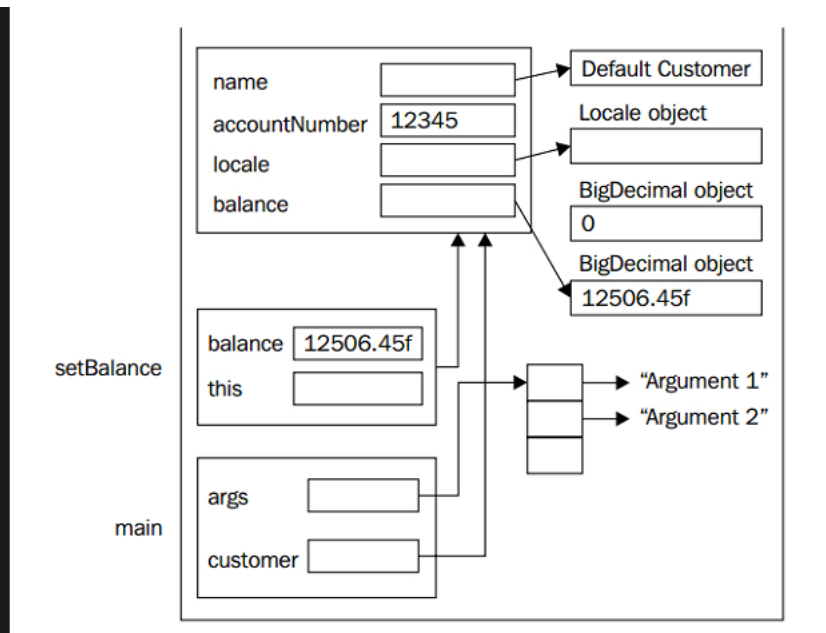 name
Default Customer
accountNumber 12345
Locale object
locale
balance
BigDecimal object
0
BigDecimal object
12506.45f
setBalance
balance 12506.45f
this
"Argument 1"
"Argument 2"
main
args
customer